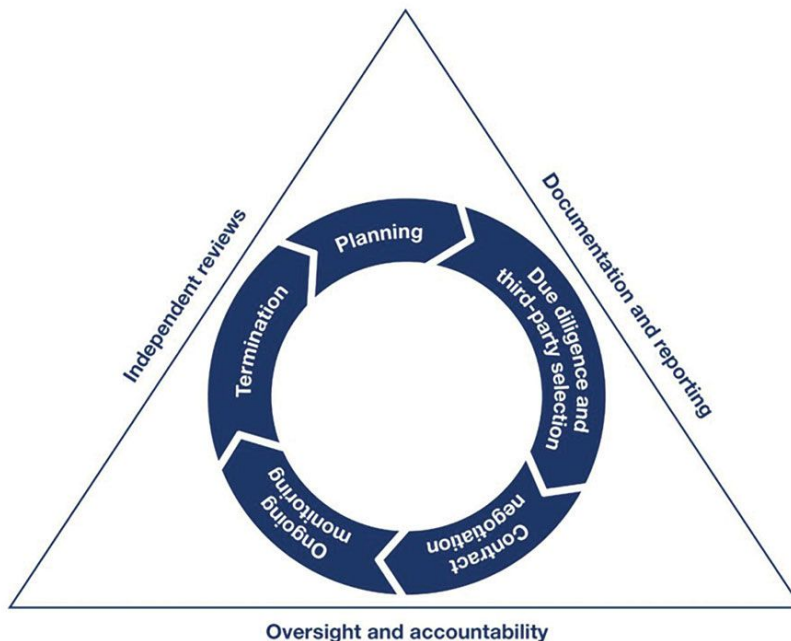 Independent reviews
Documentation and reporting
Planning
Due diligence and
third-party selection
Contract
negotiation
Ongoing
monitoring
Termination
Oversight and accountability